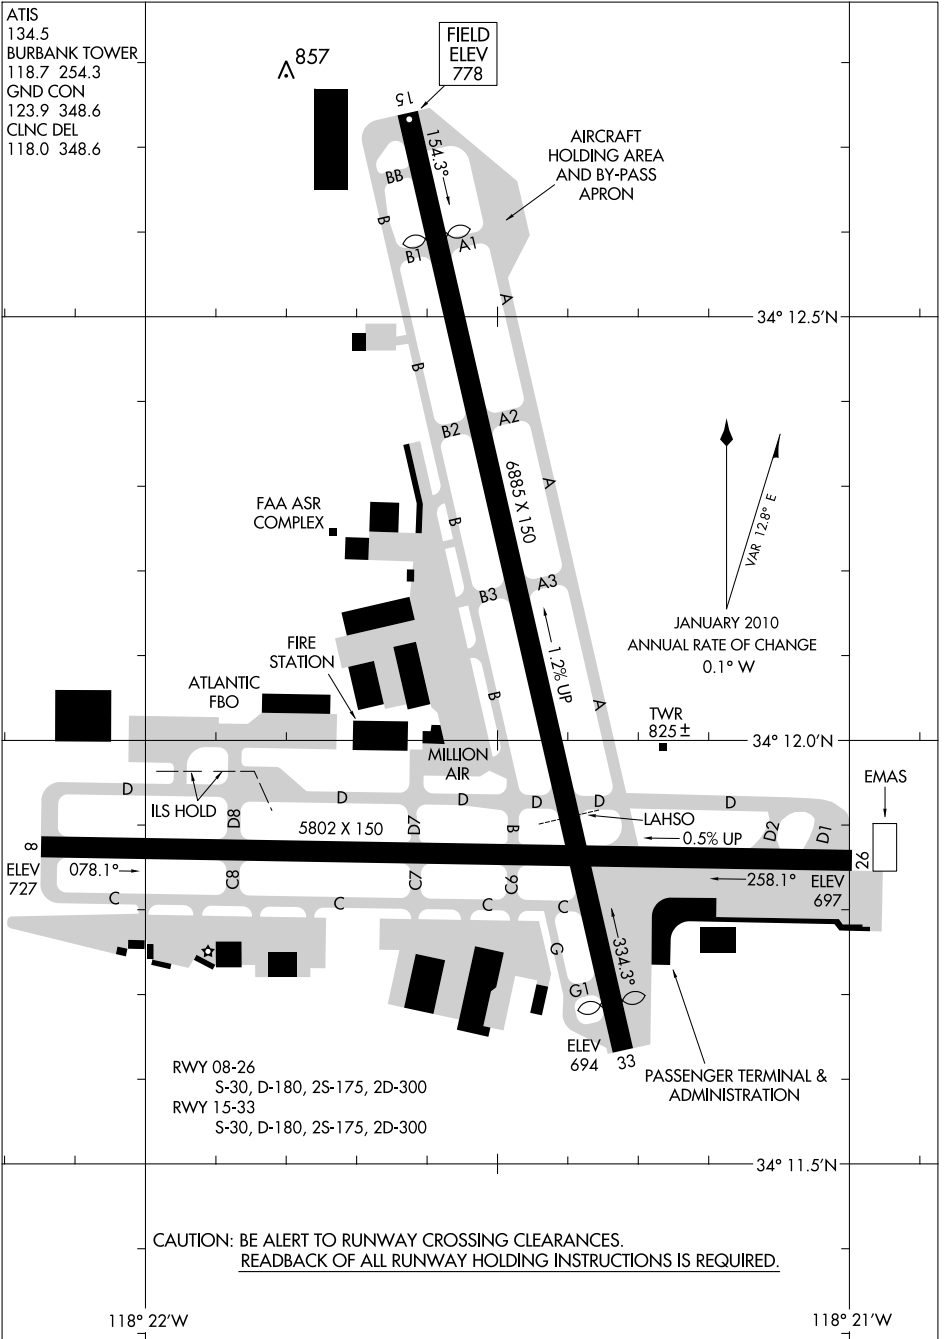 ATIS
134.5
BURBANK TOWER
118.7 254.3
GND CON
123.9 348.6
CLNC DEL
118.0 348.6
857
FIELD
ELEV
778
15
154.3°
AIRCRAFT
HOLDING AREA
AND BY-PASS
APRON
BB
B
B1
A1
A
34° 12.5'N
B
B2
A2
6885 X 150
A
B
FAA ASR
COMPLEX
VAR 12.8° E
B3
A3
JANUARY 2010
ANNUAL RATE OF CHANGE
0.1° W
1.2% UP
FIRE
STATION
ATLANTIC
FBO
B
A
TWR
825±
34° 12.0'N
MILLION
AIR
EMAS
ILS HOLD
D
D
D
D
D
D
D8
5802 X 150
D7
B
LAHSO
0.5% UP
D2
D1
8
26
ELEV
727
078.1°
C8
C7
C6
258.1°
ELEV
697
C
C
C
C
G
334.3°
G1
ELEV
694
33
RWY 08-26
S-30, D-180, 2S-175, 2D-300
RWY 15-33
S-30, D-180, 2S-175, 2D-300
PASSENGER TERMINAL &
ADMINISTRATION
34° 11.5'N
CAUTION: BE ALERT TO RUNWAY CROSSING CLEARANCES.
READBACK OF ALL RUNWAY HOLDING INSTRUCTIONS IS REQUIRED.
118° 22'W
118° 21'W